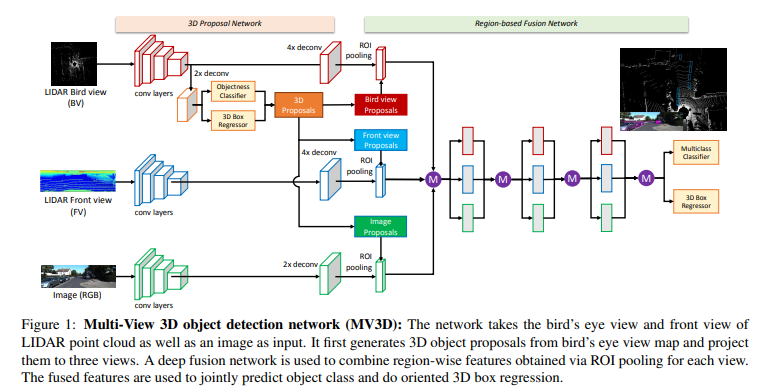 3D Proposal Network
Region-based Fusion Network
LIDAR Bird view
(BV)
conv layers
2x deconv
Objectness
Classifier
3D Box
Regressor
3D
Proposals
4x deconv
ROI
pooling
Bird view
Proposals
Front view
Proposals
LIDAR Front view
(FV)
conv layers
4x deconv
ROI
pooling
Image
Proposals
Image (RGB)
conv layers
2x deconv
ROI
pooling
M
M
M
M
Multiclass
Classifier
3D Box
Regressor
Figure 1: Multi-View 3D object detection network (MV3D): The network takes the bird's eye view and front view of
LIDAR point cloud as well as an image as input. It first generates 3D object proposals from bird's eye view map and project
them to three views. A deep fusion network is used to combine region-wise features obtained via ROI pooling for each view.
The fused features are used to jointly predict object class and do oriented 3D box regression.